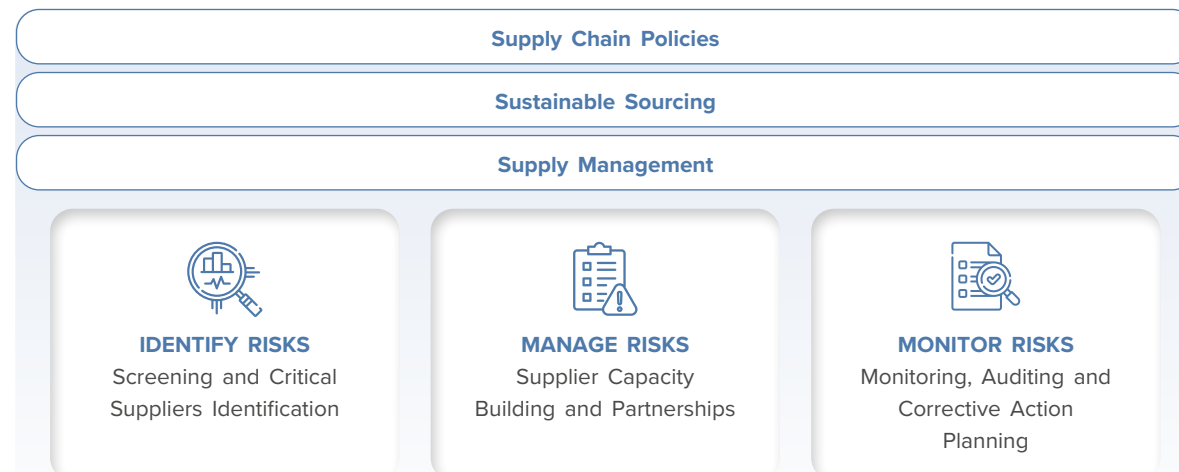 Supply Chain Policies
Sustainable Sourcing
Supply Management
IDENTIFY RISKS
Screening and Critical
Suppliers Identification
MANAGE RISKS
Supplier Capacity
Building and Partnerships
MONITOR RISKS
Monitoring, Auditing and
Corrective Action
Planning